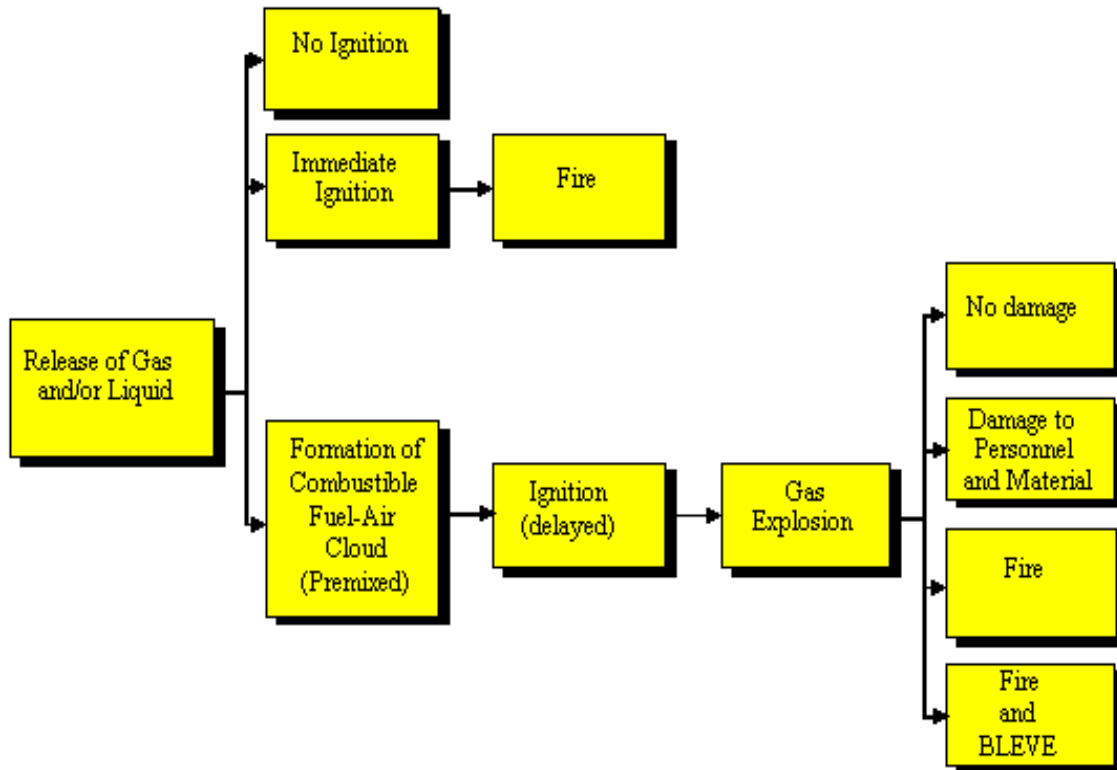 No Ignition
Immediate
Ignition
Fire
Release of Gas
and/or Liquid
Formation of
Combustible
Fuel-Air
Cloud
(Premixed)
Ignition
(delayed)
Gas
Explosion
No damage
Damage to
Personnel
and Material
Fire
Fire
and
BLEVE